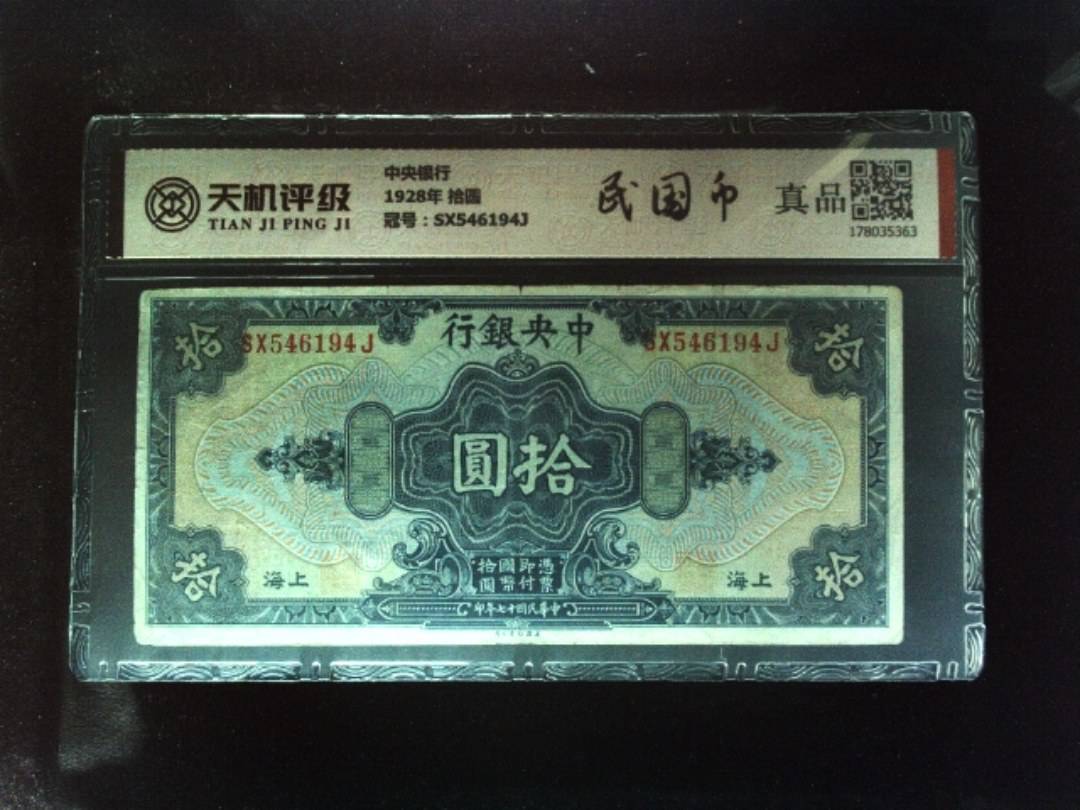 天机评级
TIAN JI PING JI
中央银行
1928年 拾圆
冠号：SX546194J
民国币
真品
178035363
行銀央中
SX546194J
SX546194J
拾
拾
圓拾
拾
拾
海上
海上
拾國即憑
圓幣付票
印年七十國民華中